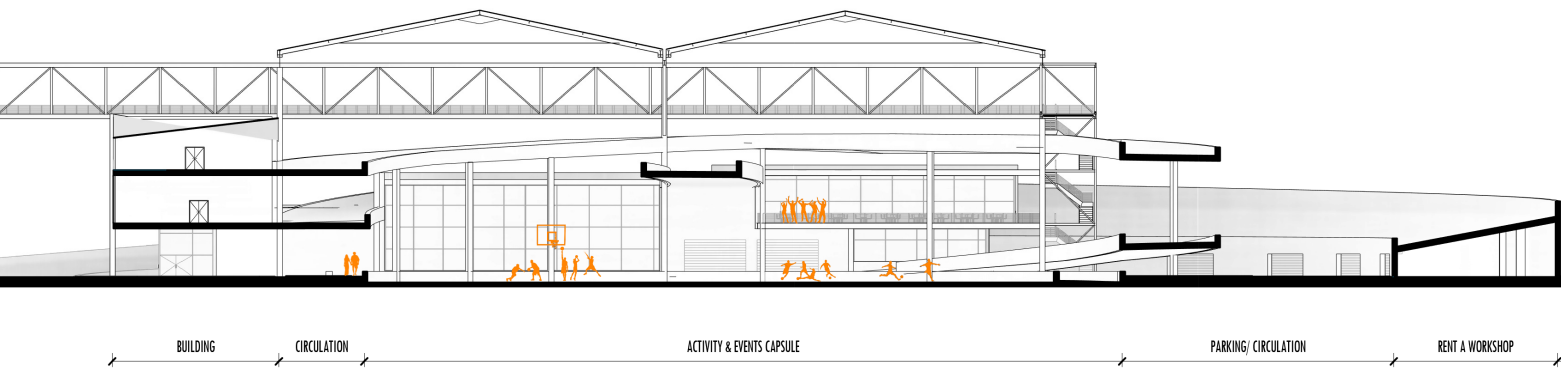 BUILDING
CIRCULATION
ACTIVITY & EVENTS CAPSULE
PARKING/ CIRCULATION
RENT A WORKSHOP